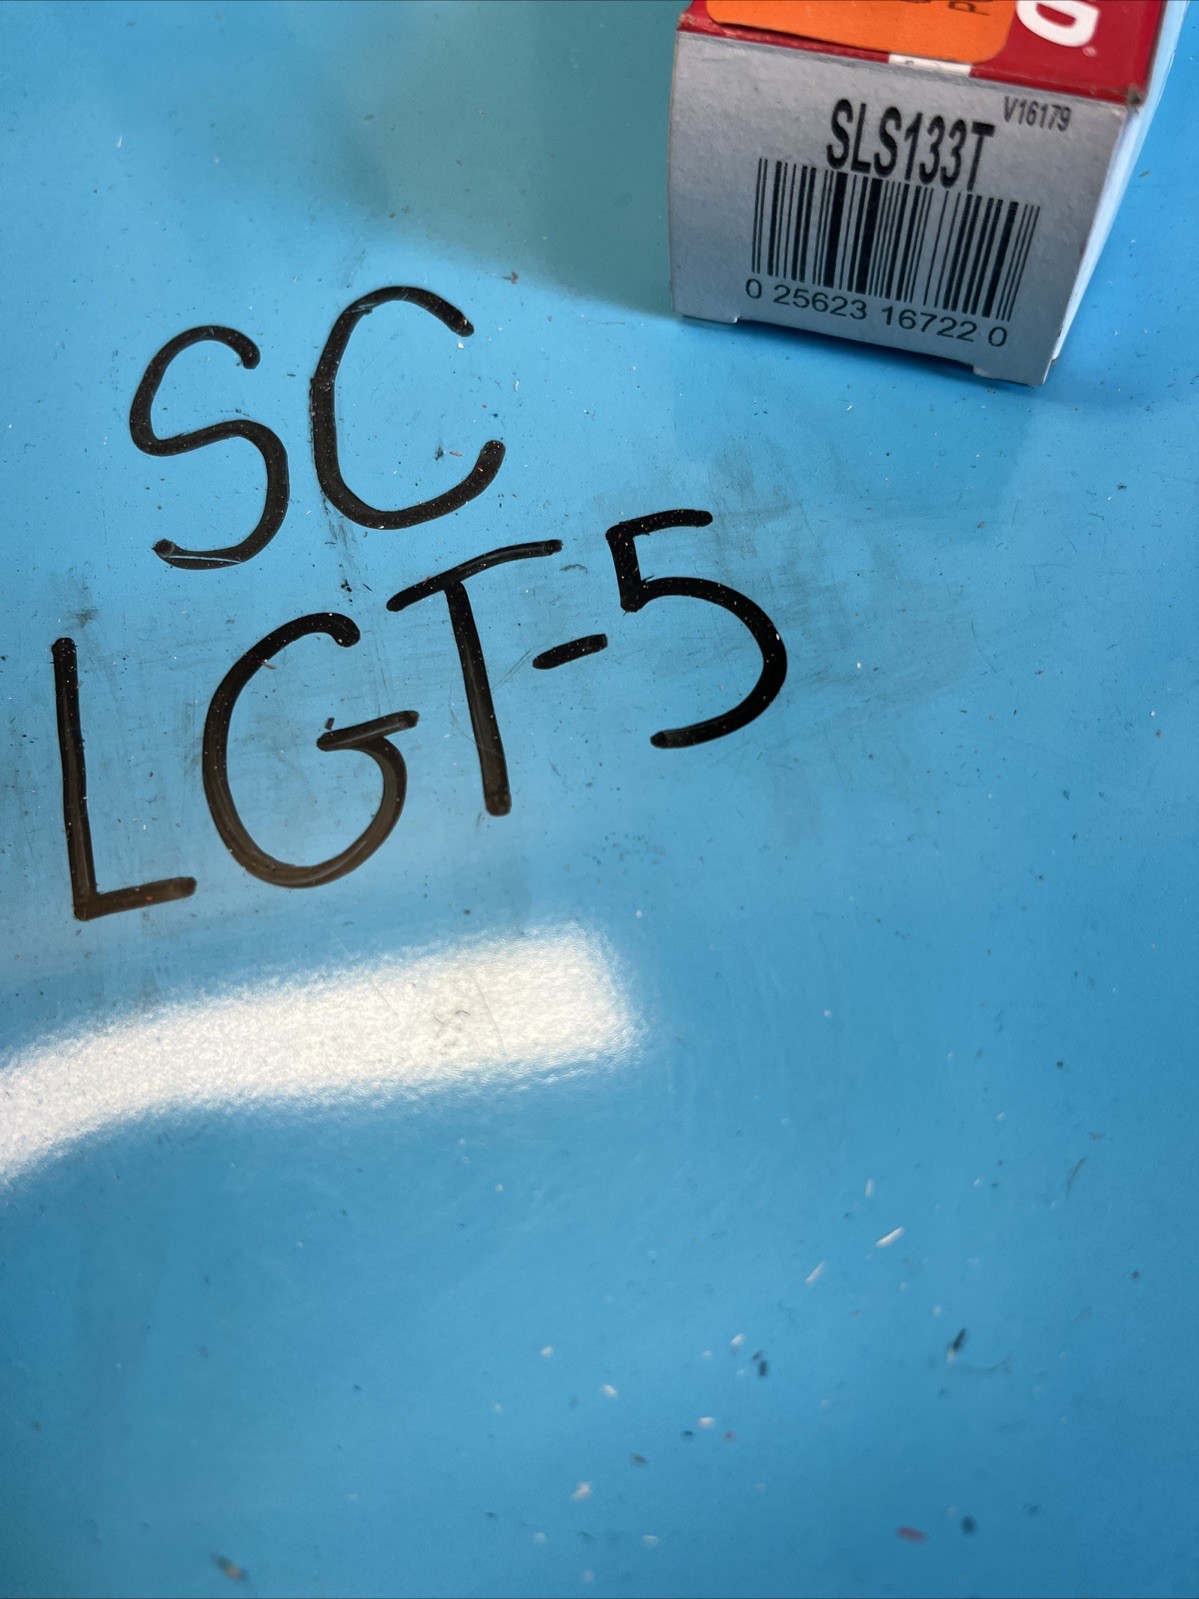 V16179
SLS133T
0 25623 16722 0
SC
LGT-5